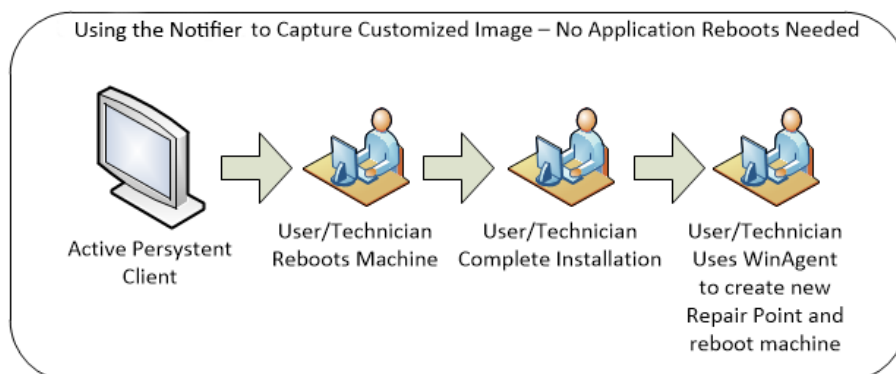 Using the Notifier to Capture Customized Image – No Application Reboots Needed
Active Persystent
Client
User/Technician
Reboots Machine
User/Technician
Complete Installation
User/Technician
Uses WinAgent
to create new
Repair Point and
reboot machine